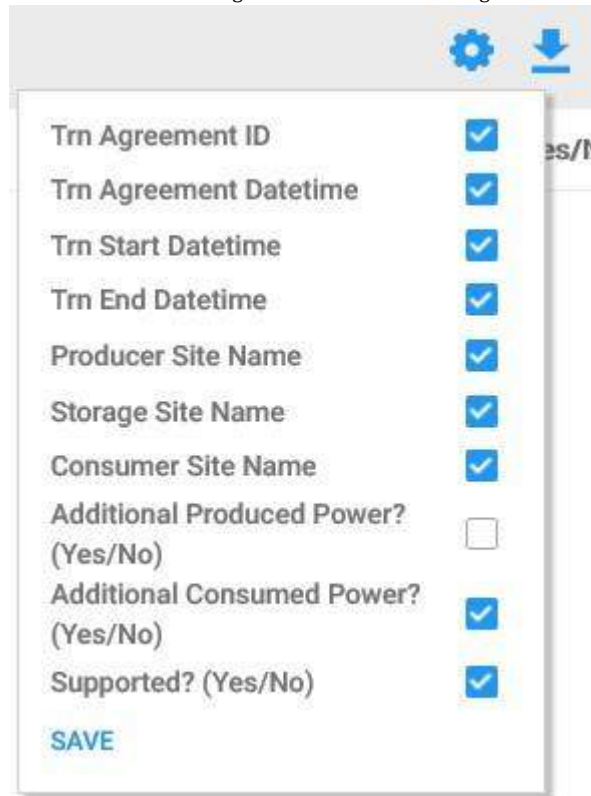 Trn Agreement ID
es/N
Trn Agreement Datetime
Trn Start Datetime
Trn End Datetime
Producer Site Name
Storage Site Name
Consumer Site Name
Additional Produced Power?
(Yes/No)
Additional Consumed Power?
(Yes/No)
Supported? (Yes/No)
SAVE